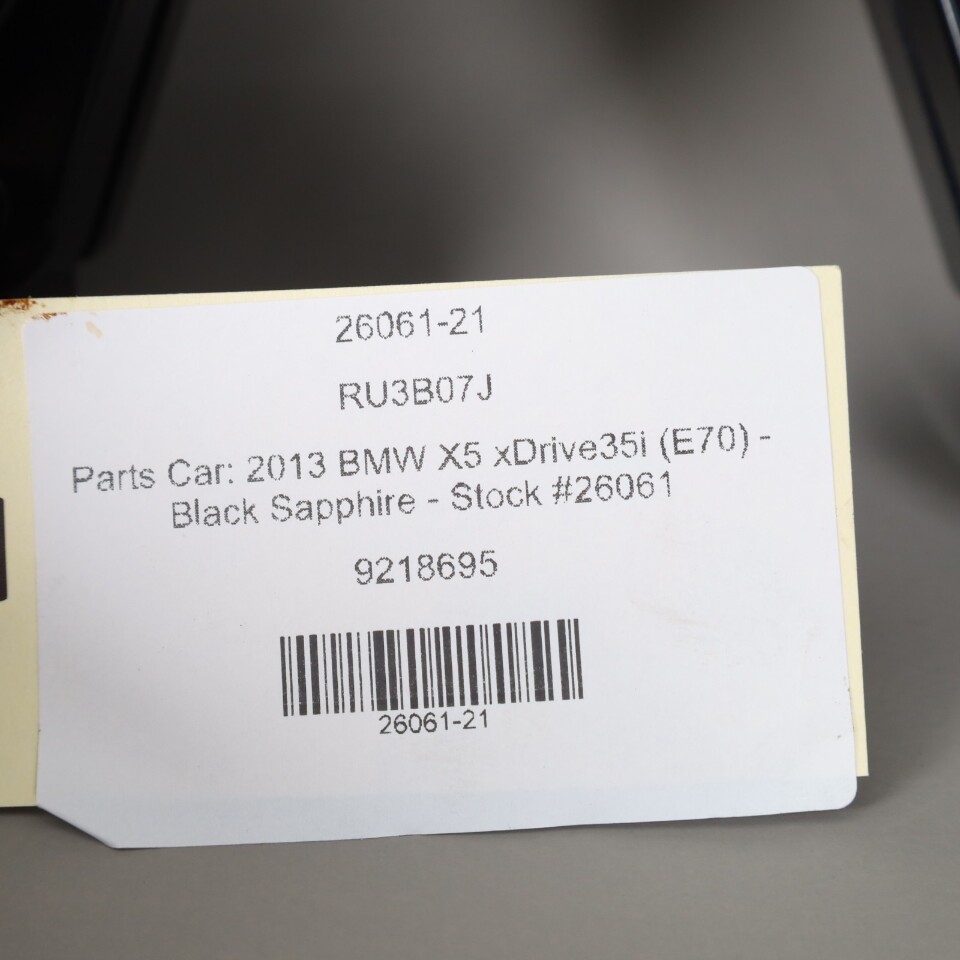 26061-21
RU3B07J
Parts Car: 2013 BMW X5 xDrive35i (E70) -
Black Sapphire - Stock #26061
9218695
26061-21